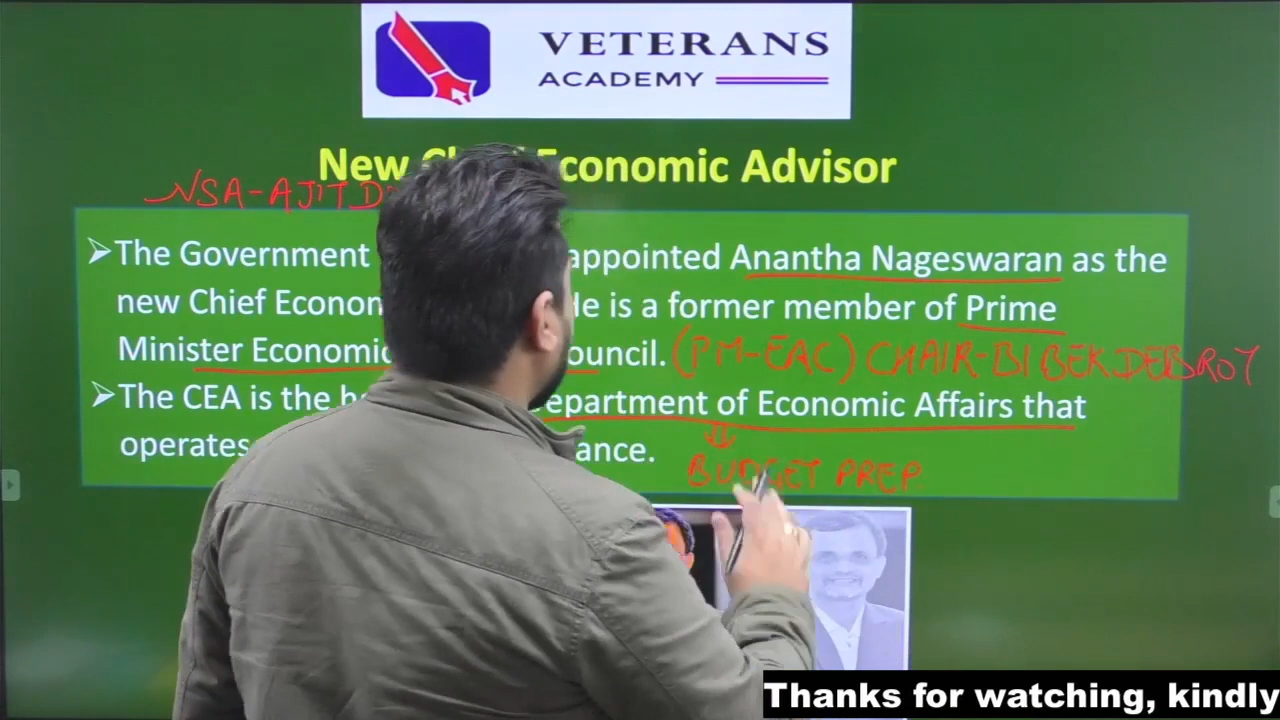 VETERANS
ACADEMY
New Economic Advisor
NSA-AJIT
The Government appointed Anantha Nageswaran as the
new Chief He is a former member of Prime
Minister Economic Council. (PM-EAC) CHAIR-BIBEK DEBROY
The CEA is the Department of Economic Affairs that
operates
BUDGET PREP.
Thanks for watching, kindly